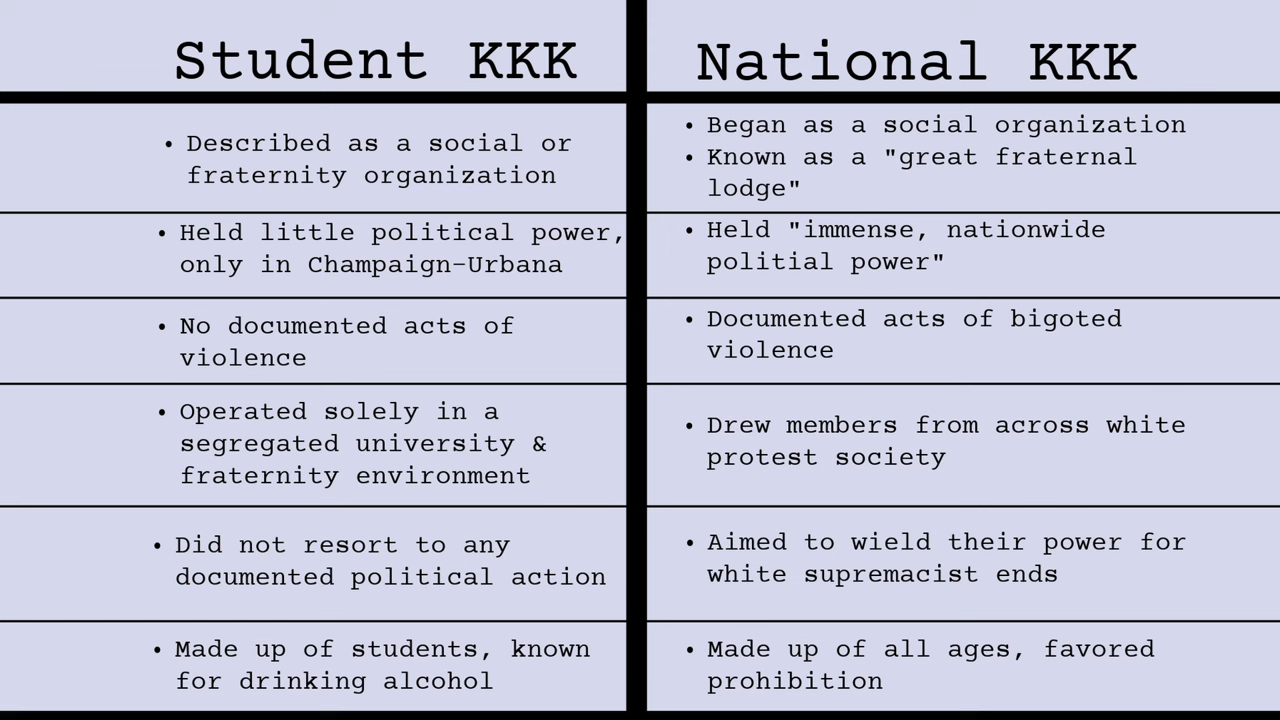 Student KKK
National KKK
• Described as a social or
fraternity organization
• Began as a social organization
• Known as a "great fraternal
lodge"
• Held little political power,
only in Champaign-Urbana
• Held "immense, nationwide
politial power"
• No documented acts of
violence
• Documented acts of bigoted
violence
• Operated solely in a
segregated university &
fraternity environment
• Drew members from across white
protest society
• Did not resort to any
documented political action
• Aimed to wield their power for
white supremacist ends
• Made up of students, known
for drinking alcohol
• Made up of all ages, favored
prohibition